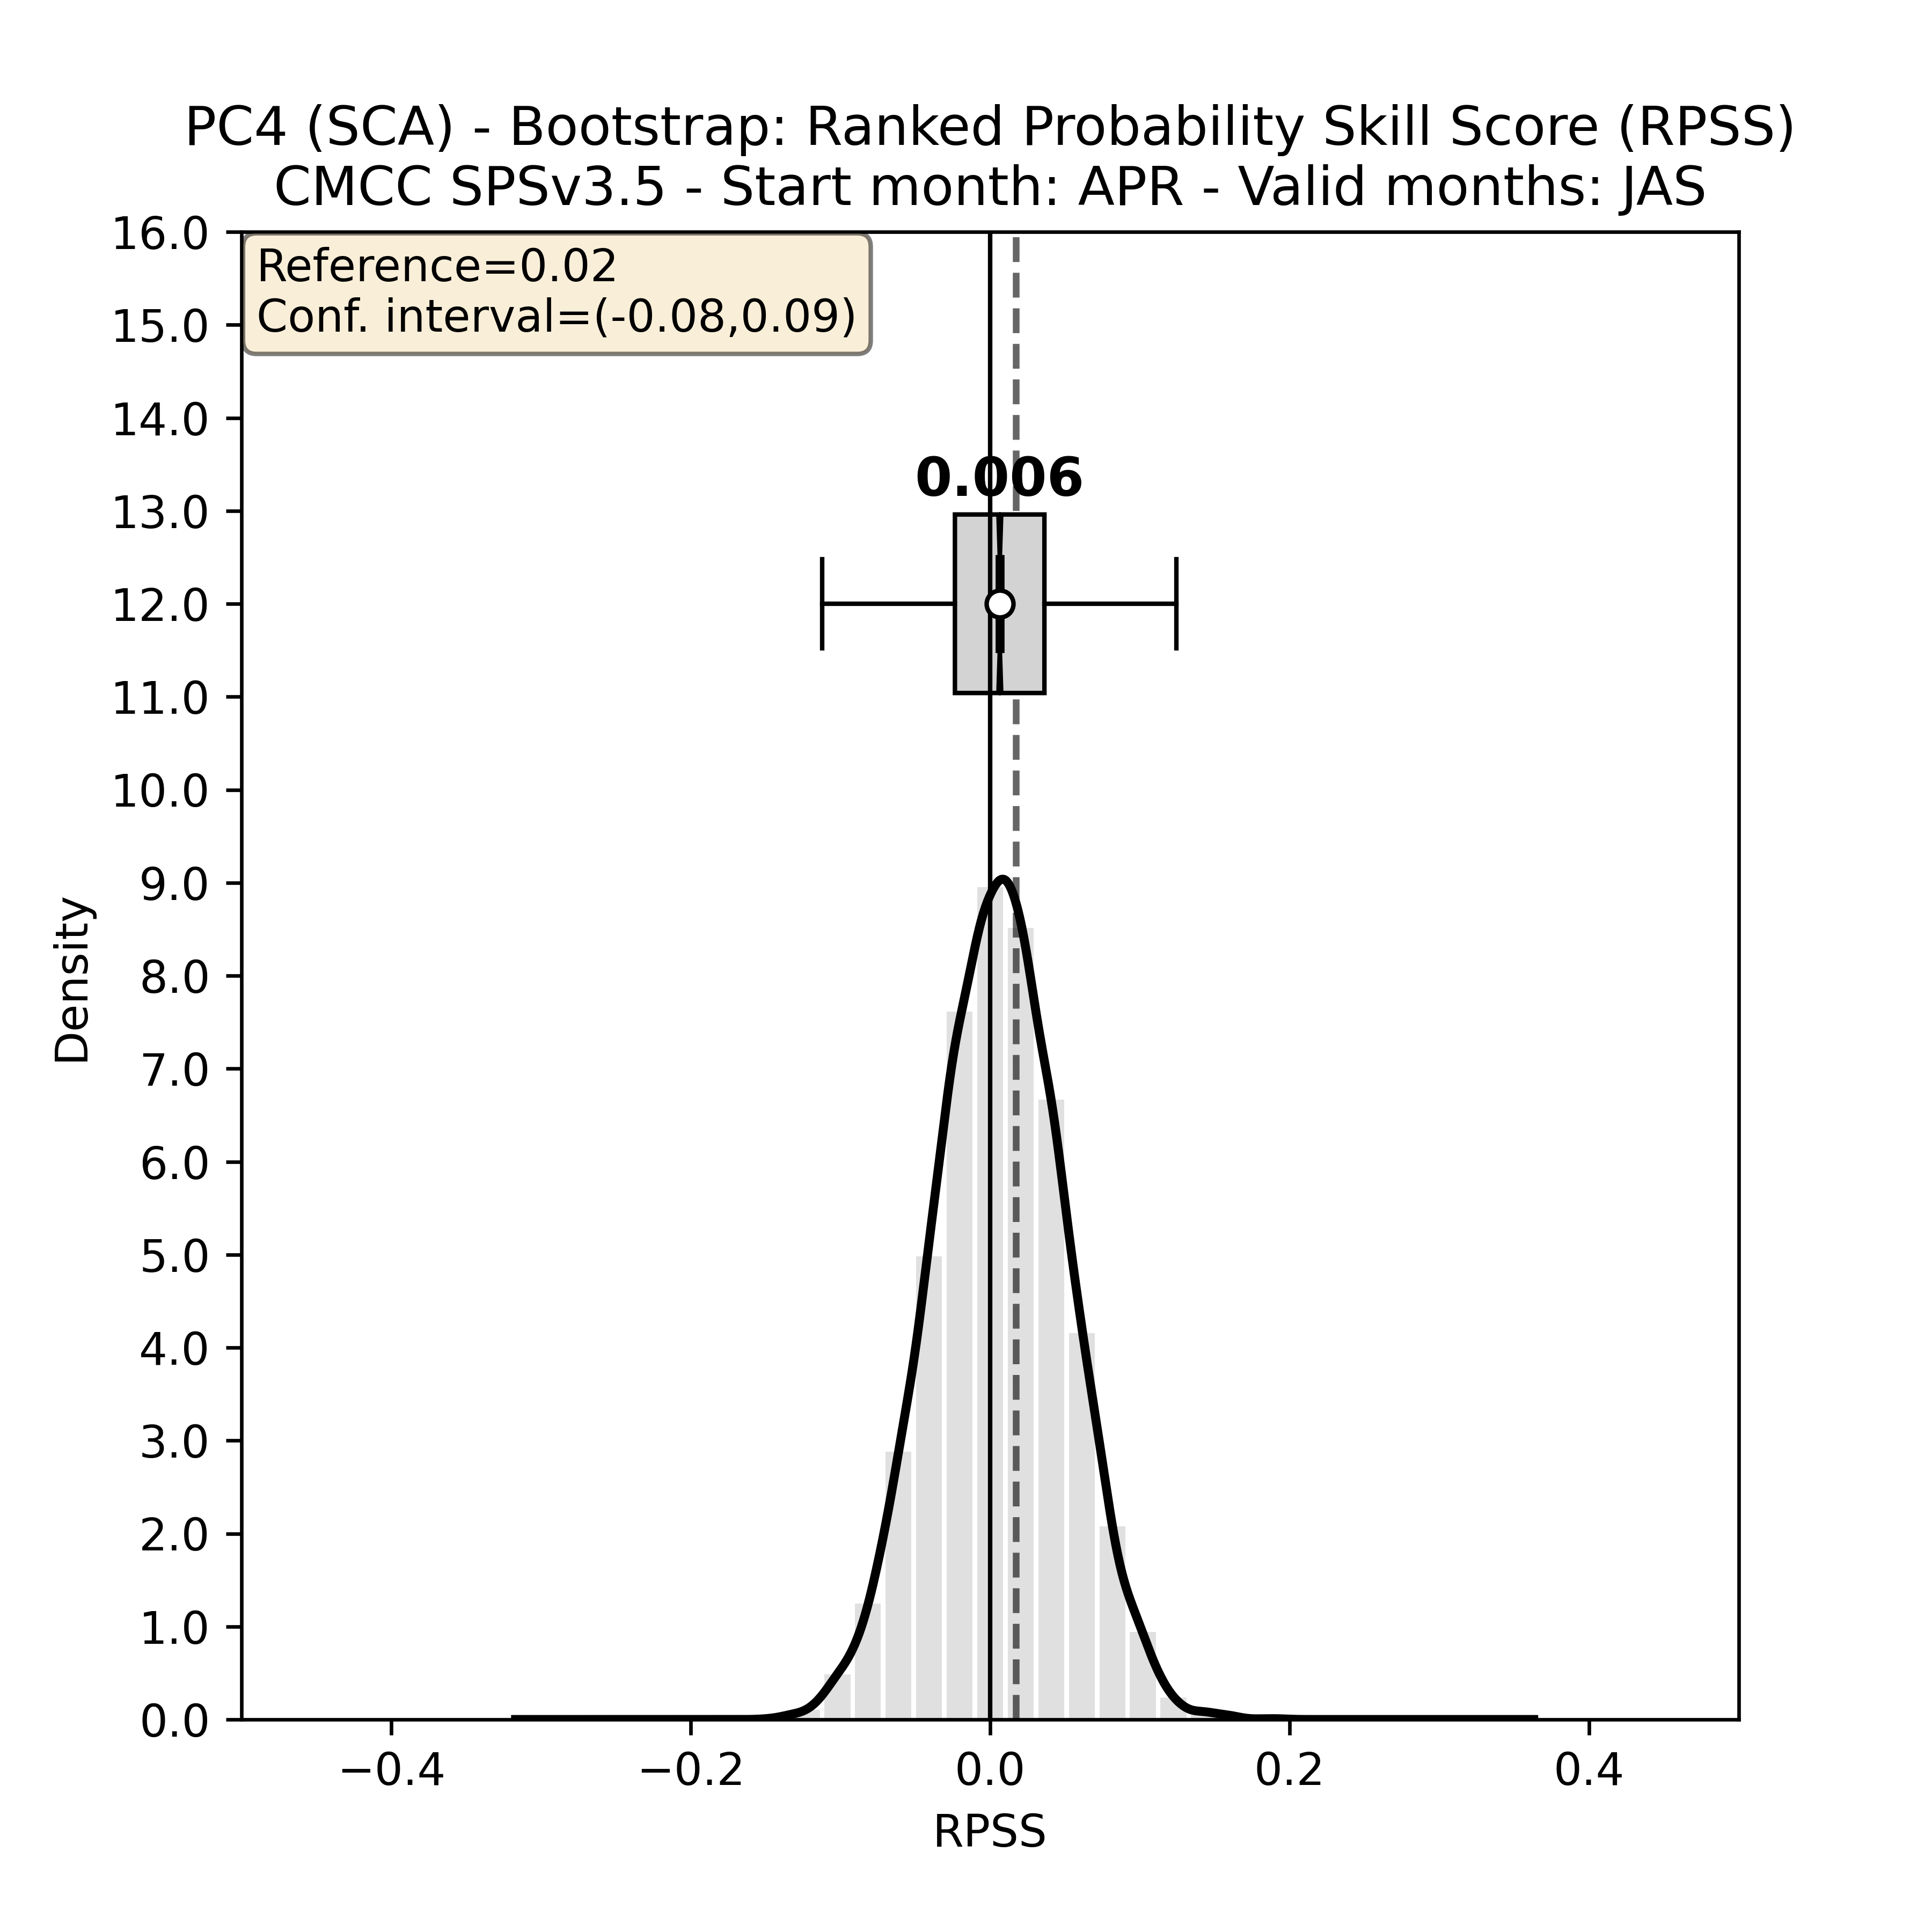 PC4 (SCA) - Bootstrap: Ranked Probability Skill Score (RPSS)
CMCC SPSv3.5 - Start month: APR - Valid months: JAS
16.0
15.0
14.0
13.0
12.0
11.0
10.0
9.0
8.0
7.0
6.0
5.0
4.0
3.0
2.0
1.0
0.0
Density
Reference=0.02
Conf. interval=(-0.08,0.09)
0.006
−0.4 −0.2 0.0 0.2 0.4
RPSS